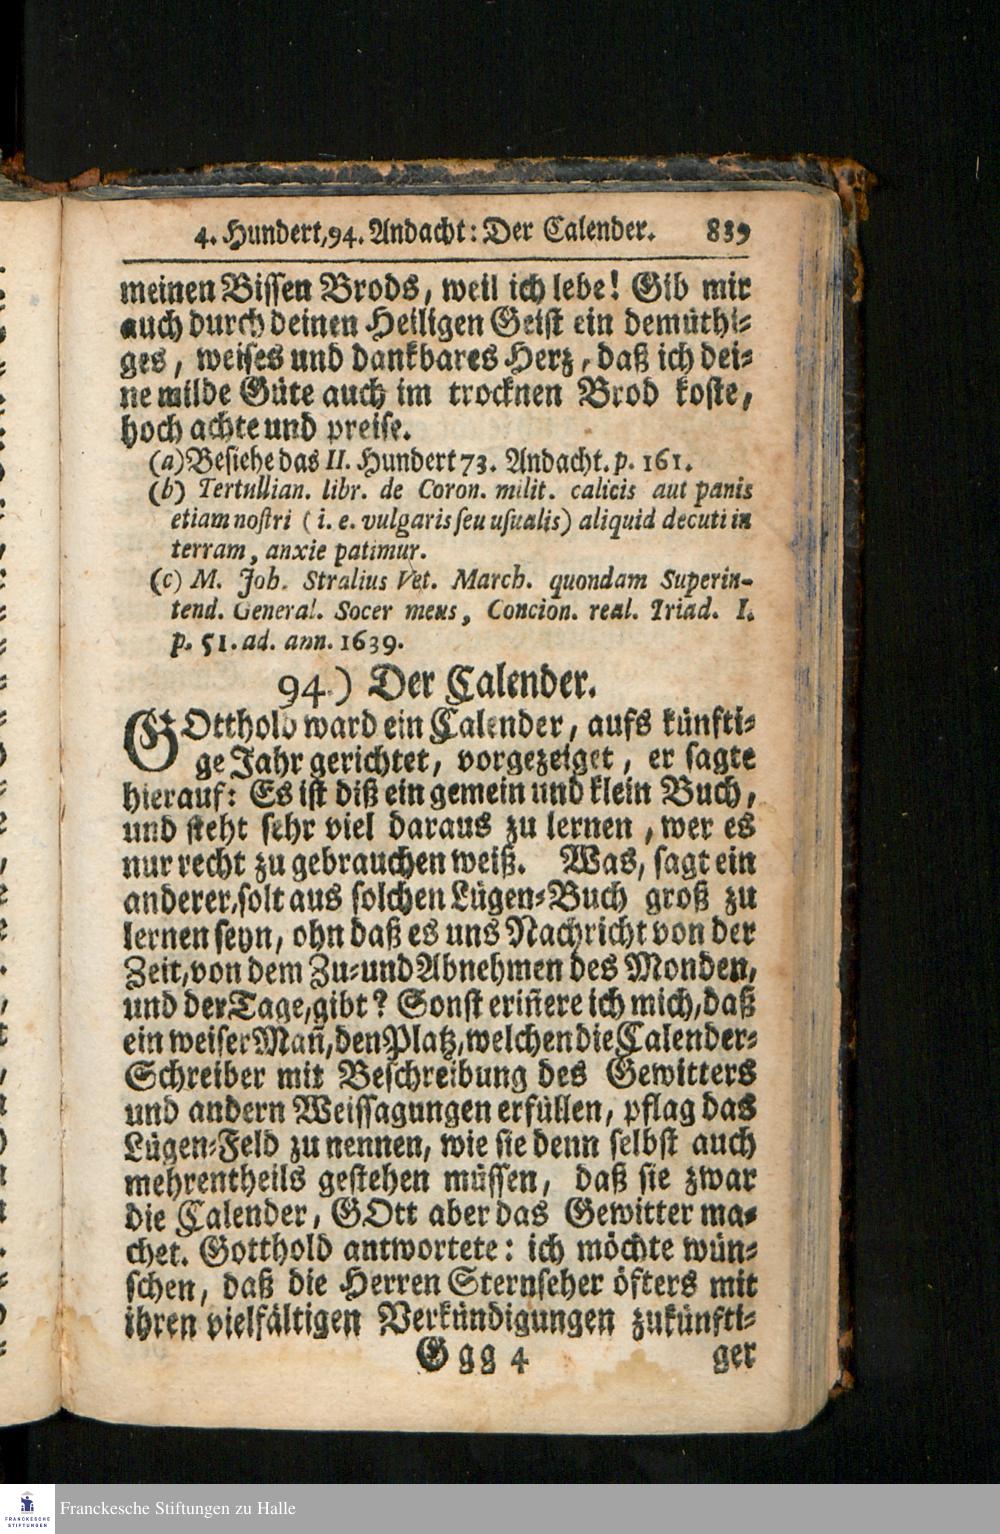 4. Hundert, 94. Andacht: Der Calender. 839
meinen Bissen Brods, weil ich lebe! Gib mir
auch durch deinen Heiligen Geist ein demüthi-
ges, weises und dankbares Herz, daß ich dei-
ne milde Güte auch im trocknen Brod koste,
hoch achte und preise.
(a) Besiehe das II. Hundert 73. Andacht. p. 161.
(b) Tertullian. libr. de Coron. milit. calicis aut panis
etiam nostri (i. e. vulgaris seu usualis) aliquid decuti in
terram, anxie patimur.
(c) M. Joh. Stralius Vet. March. quondam Superin-
tend. General. Socer meus, Concion. real. Triad. I.
p. 51. ad. ann. 1639.
94.) Der Calender.
GOtthold ward ein Calender, aufs künfti-
ge Jahr gerichtet, vorgezeiget, er sagte
hierauf: Es ist diß ein gemein und klein Buch,
und steht sehr viel daraus zu lernen, wer es
nur recht zu gebrauchen weiß. Was, sagt ein
anderer, solt aus solchen Lügen-Buch groß zu
lernen seyn, ohn daß es uns Nachricht von der
Zeit, von dem Zu- und Abnehmen des Monden,
und der Tage, gibt? Sonst erin̄ere ich mich, daß
ein weiser Man̄, den Platz, welchen die Calender-
Schreiber mit Beschreibung des Gewitters
und andern Weissagungen erfüllen, pflag das
Lügen-Feld zu nennen, wie sie denn selbst auch
mehrentheils gestehen müssen, daß sie zwar
die Calender, GOtt aber das Gewitter ma-
chet. Gotthold antwortete: ich möchte wün-
schen, daß die Herren Sternseher öfters mit
ihren vielfältigen Verkündigungen zukünfti-
Ggg 4 ger
Franckesche Stiftungen zu Halle
FRANCKESCHE
STIFTUNGEN